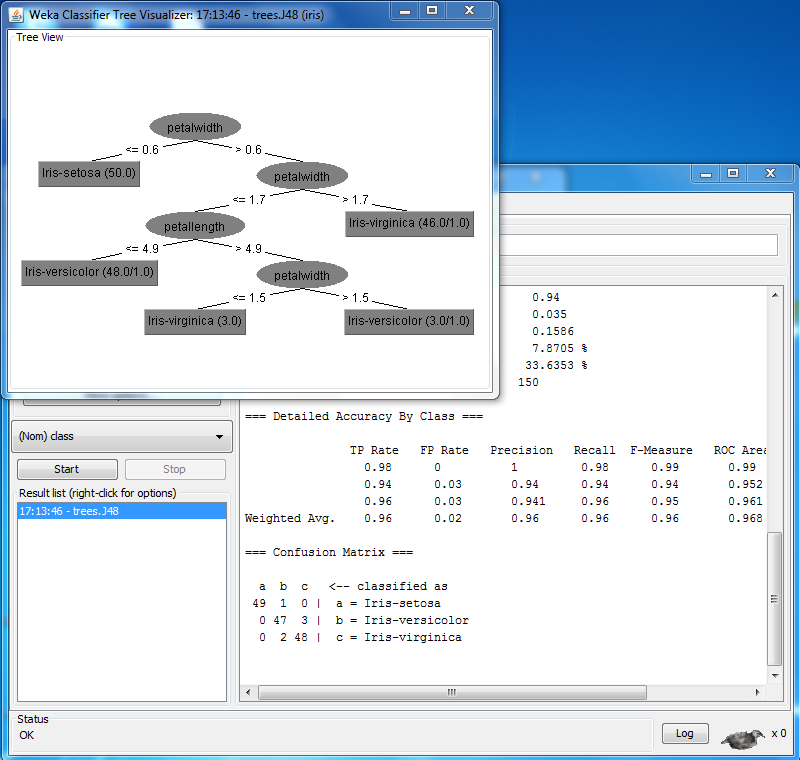 Weka Classifier Tree Visualizer: 17:13:46 - trees.J48 (iris)
Tree View
petalwidth
<= 0.6 > 0.6
Iris-setosa (50.0)
petalwidth
<= 1.7 > 1.7
petallength
Iris-virginica (46.0/1.0)
<= 4.9 > 4.9
Iris-versicolor (48.0/1.0)
petalwidth
<= 1.5 > 1.5
Iris-virginica (3.0)
Iris-versicolor (3.0/1.0)
0.94
0.035
0.1586
7.8705 %
33.6353 %
150
(Nom) class
Start Stop
Result list (right-click for options)
17:13:46 - trees.J48
=== Detailed Accuracy By Class ===
TP Rate FP Rate Precision Recall F-Measure ROC Area
0.98 0 1 0.98 0.99 0.99
0.94 0.03 0.94 0.94 0.94 0.952
0.96 0.03 0.941 0.96 0.95 0.961
Weighted Avg. 0.96 0.02 0.96 0.96 0.96 0.968
=== Confusion Matrix ===
a b c <-- classified as
49 1 0 | a = Iris-setosa
0 47 3 | b = Iris-versicolor
0 2 48 | c = Iris-virginica
Status
OK
Log
x 0